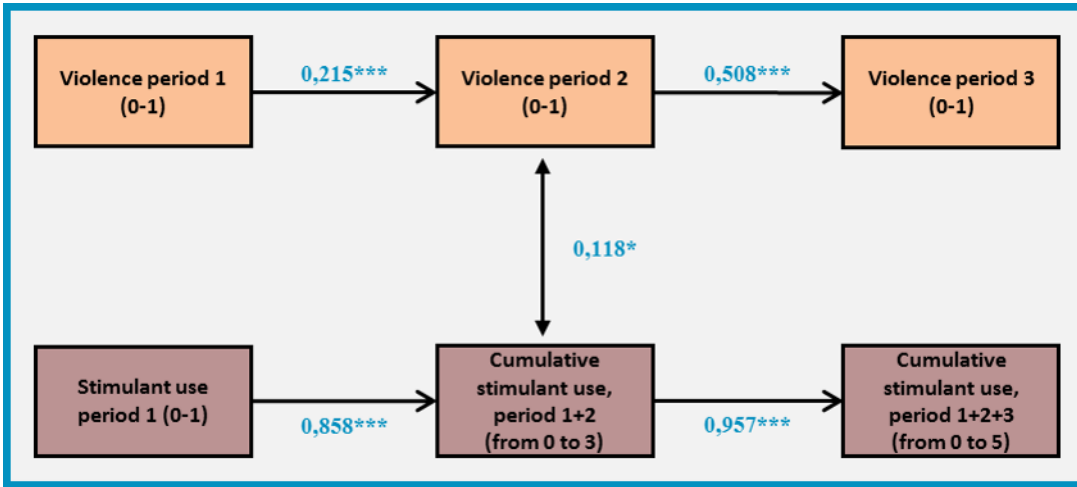 Violence period 1
(0-1)
0,215***
Violence period 2
(0-1)
0,508***
Violence period 3
(0-1)
0,118*
Stimulant use
period 1 (0-1)
0,858***
Cumulative
stimulant use,
period 1+2
(from 0 to 3)
0,957***
Cumulative
stimulant use,
period 1+2+3
(from 0 to 5)